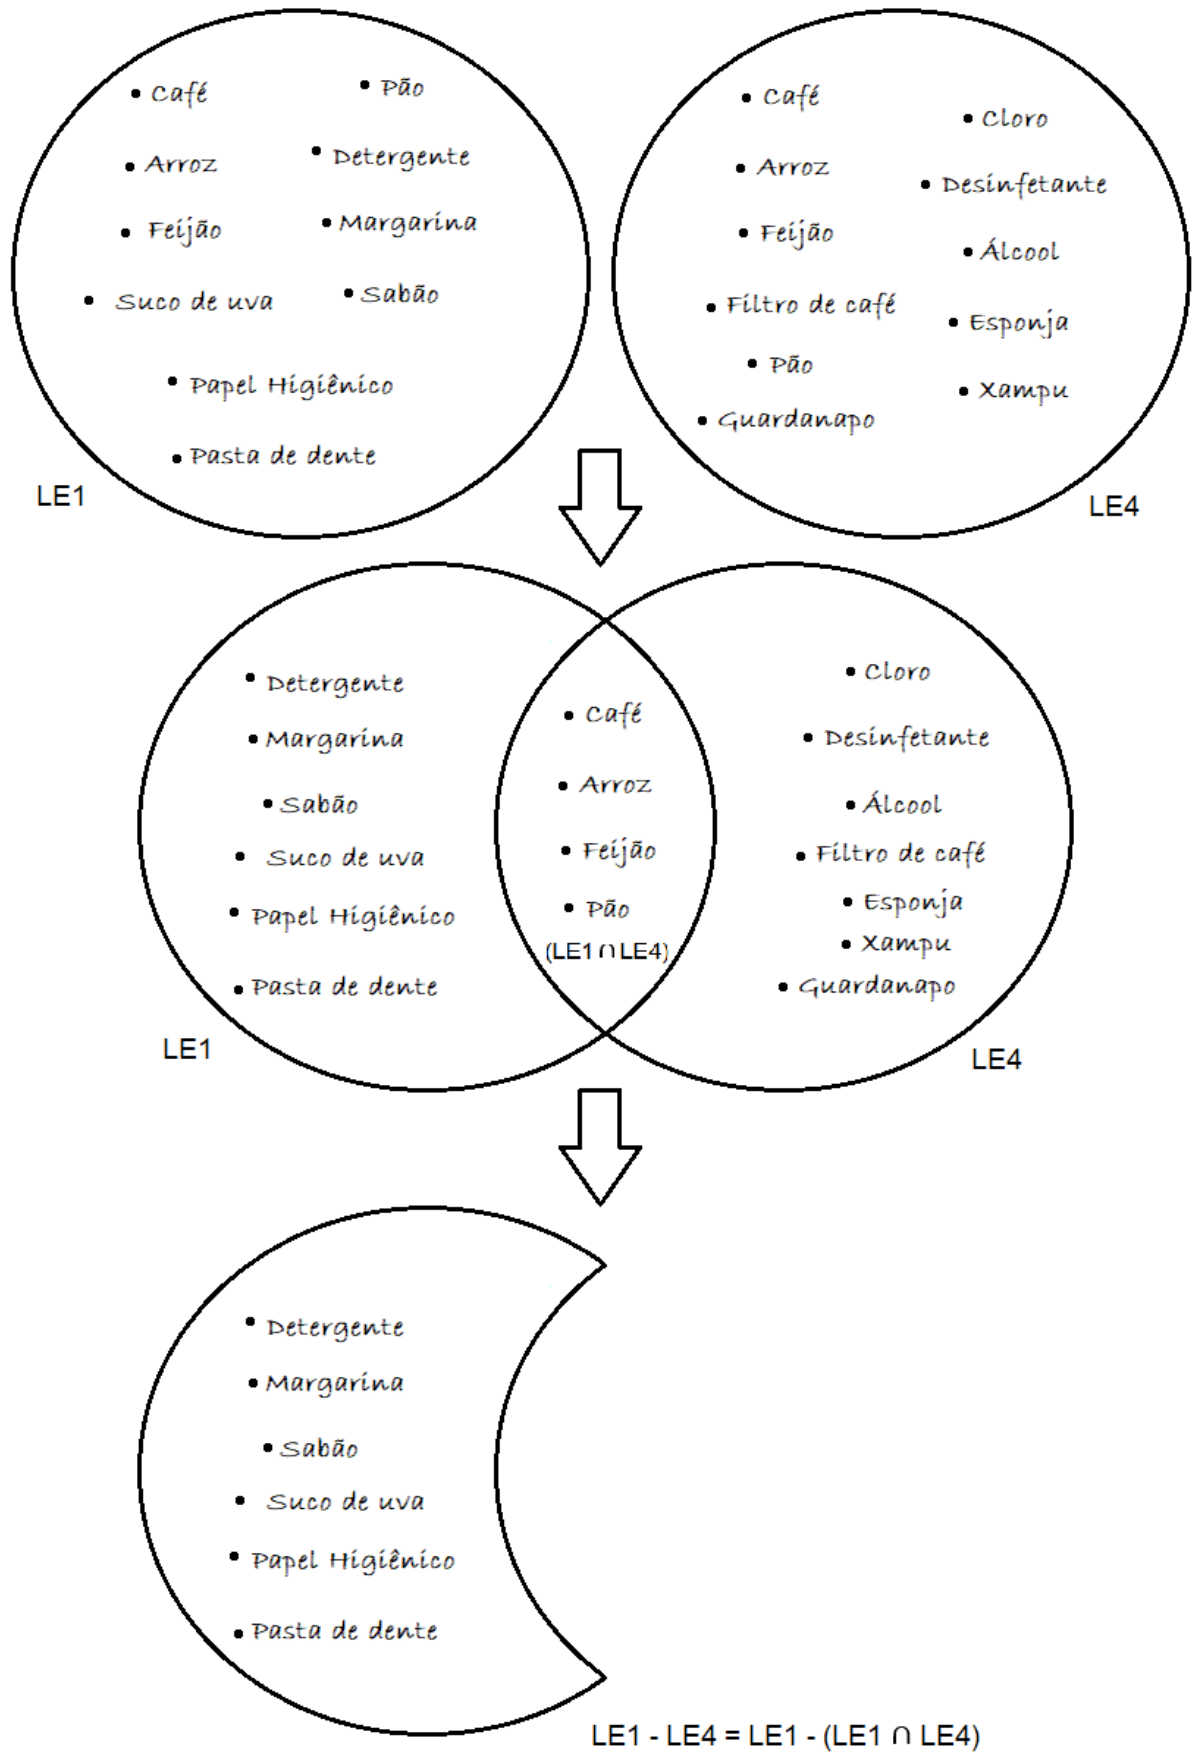 • Café
• Pão
• Arroz
• Detergente
• Feijão
• Margarina
• Suco de uva
• Sabão
• Papel Higiênico
• Pasta de dente
LE1
• Café
• Cloro
• Arroz
• Desinfetante
• Feijão
• Álcool
• Filtro de café
• Esponja
• Pão
• Xampu
• Guardanapo
LE4
• Detergente
• Margarina
• Sabão
• Suco de uva
• Papel Higiênico
• Pasta de dente
LE1
• Café
• Arroz
• Feijão
• Pão
(LE1 ∩ LE4)
• Cloro
• Desinfetante
• Álcool
• Filtro de café
• Esponja
• Xampu
• Guardanapo
LE4
• Detergente
• Margarina
• Sabão
• Suco de uva
• Papel Higiênico
• Pasta de dente
LE1 - LE4 = LE1 - (LE1 ∩ LE4)